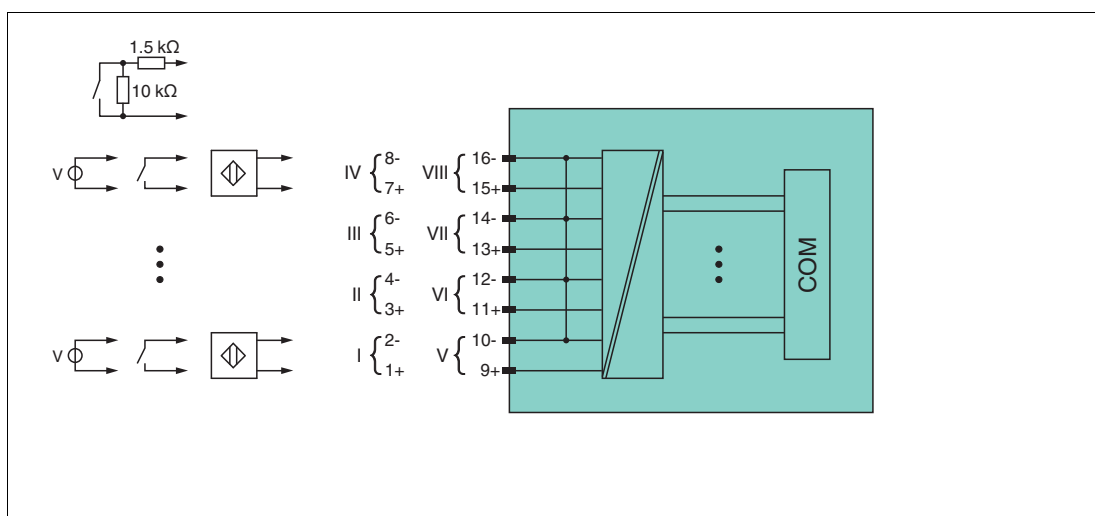 1.5 kΩ
10 kΩ
V
IV
8-
7+
VIII
16-
15+
III
6-
5+
VII
14-
13+
II
4-
3+
VI
12-
11+
V
I
2-
1+
V
10-
9+
COM